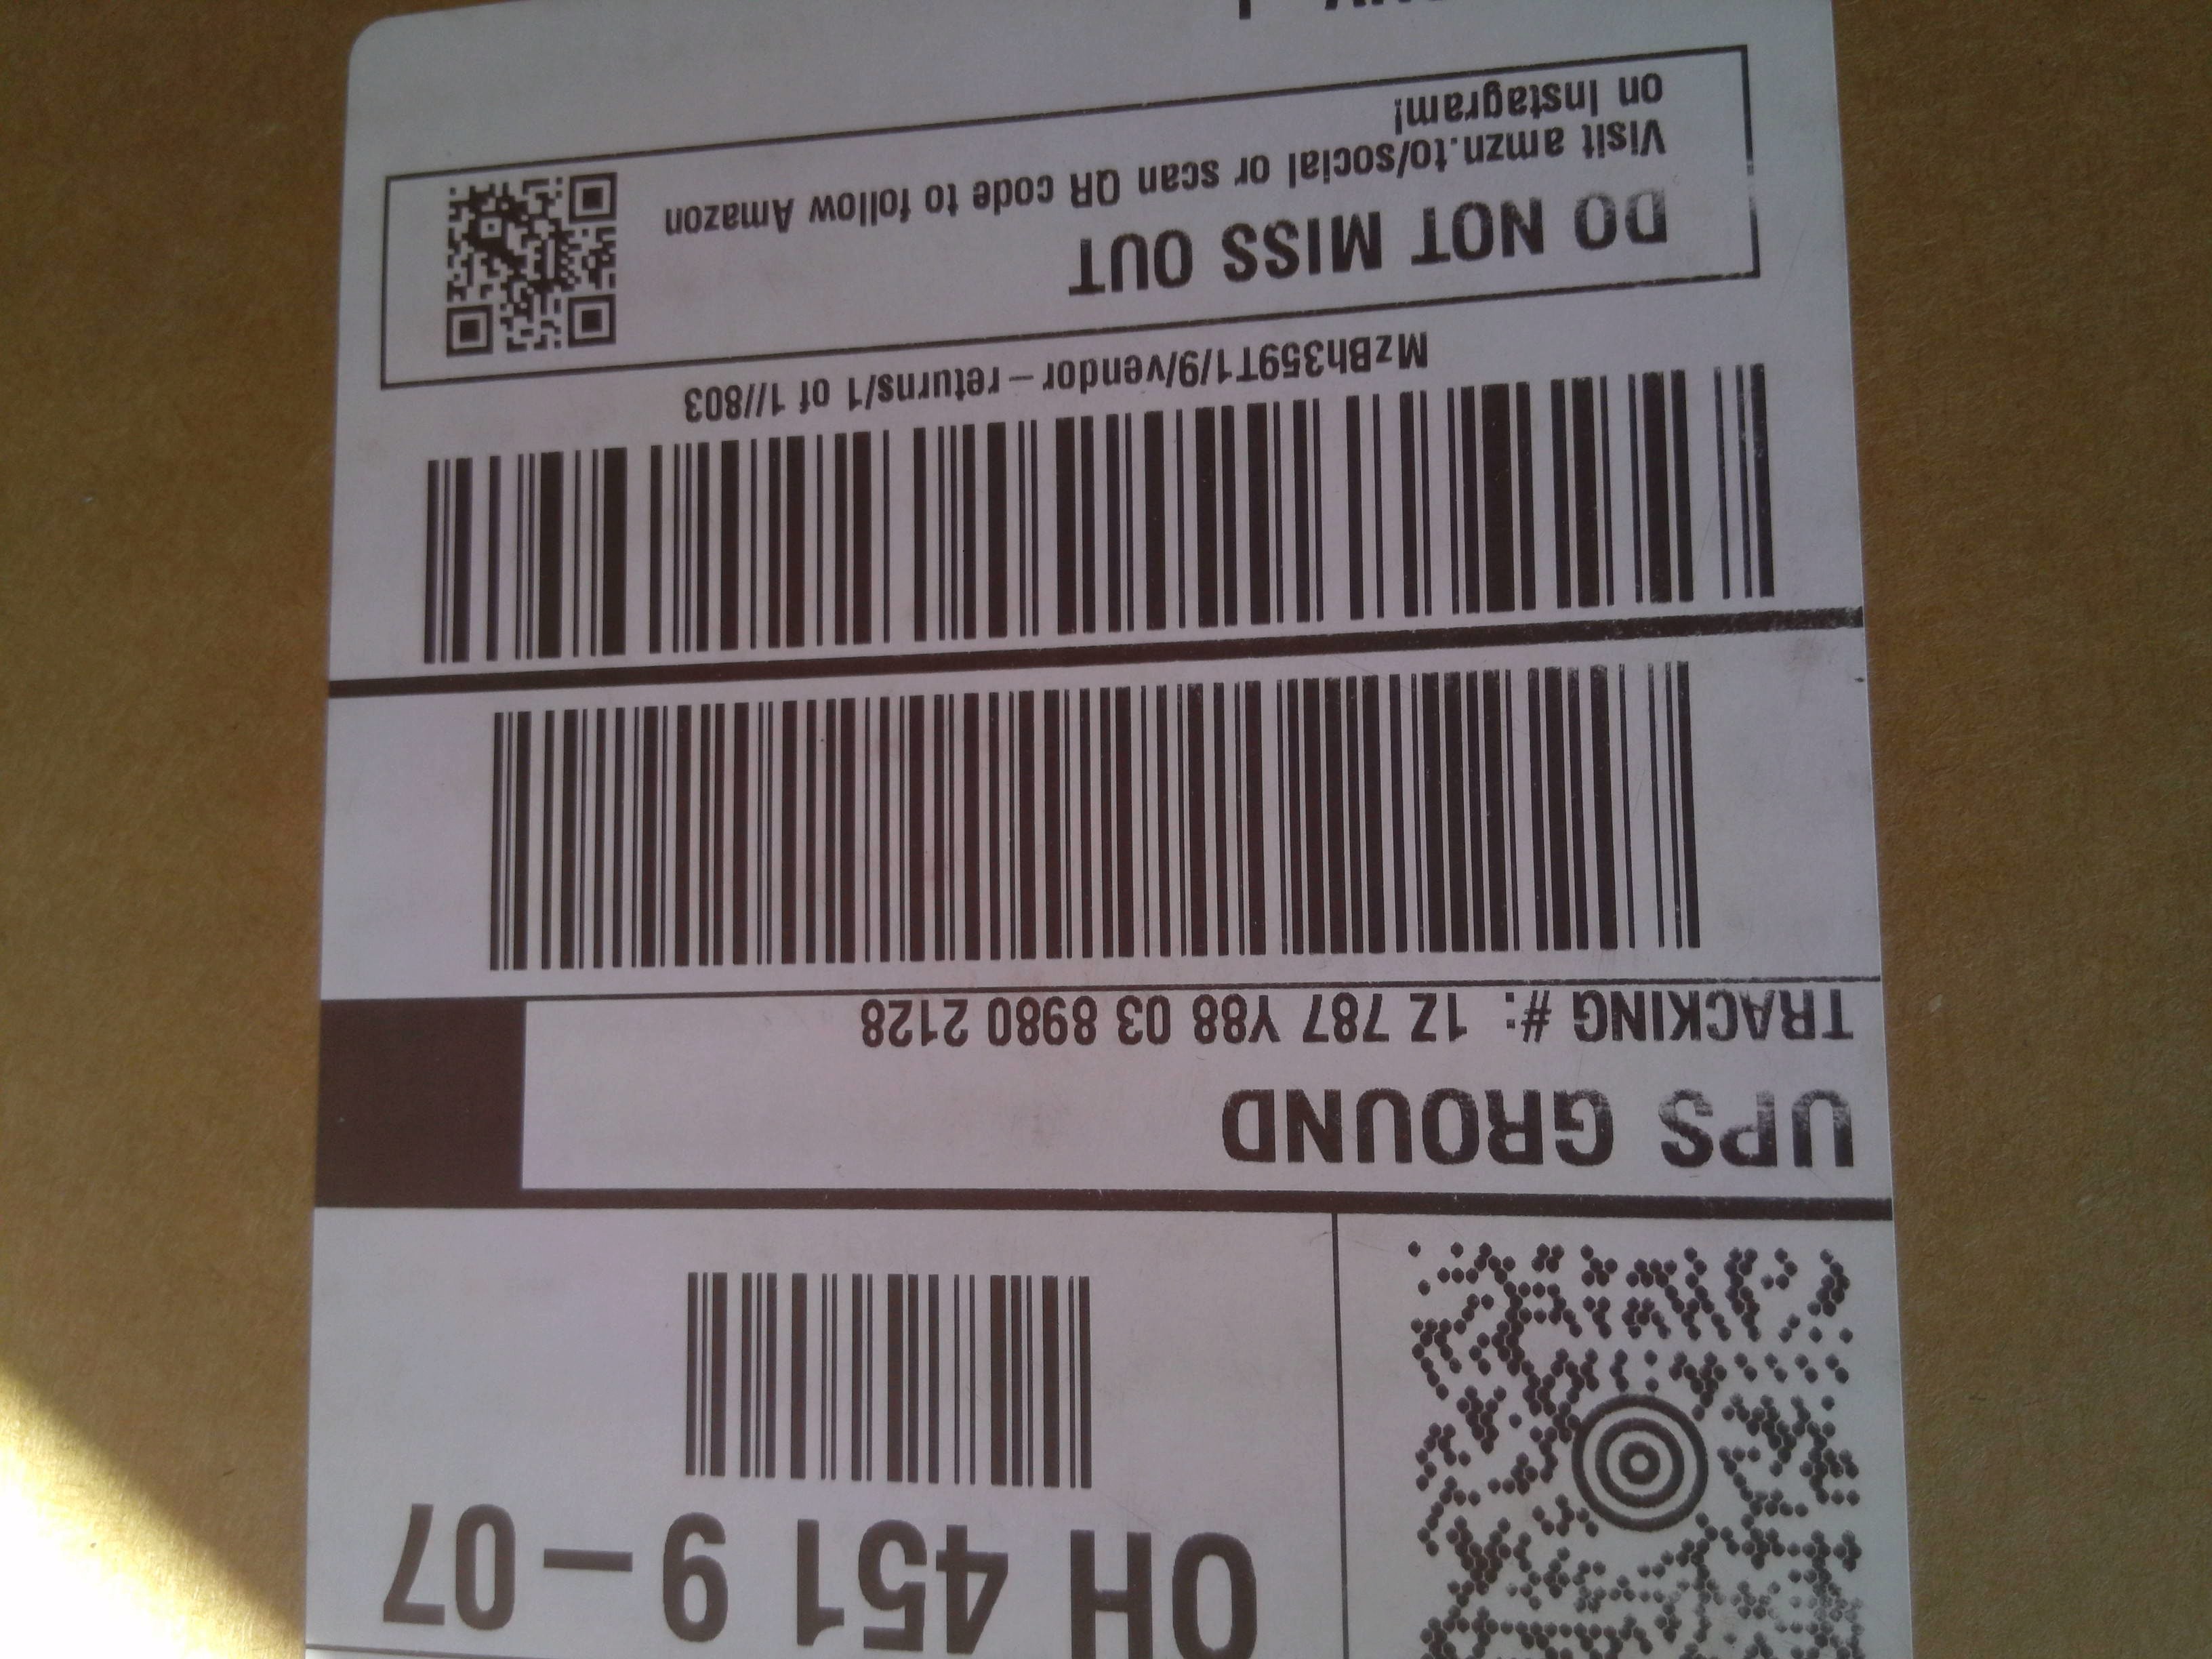 OH 451 9-07
UPS GROUND
TRACKING #: 1Z 787 Y88 03 8980 2128
MzBh359T1/9/vendor-returns/1 of 1//803
DO NOT MISS OUT
Visit amzn.to/social or scan QR code to follow Amazon
on Instagram!